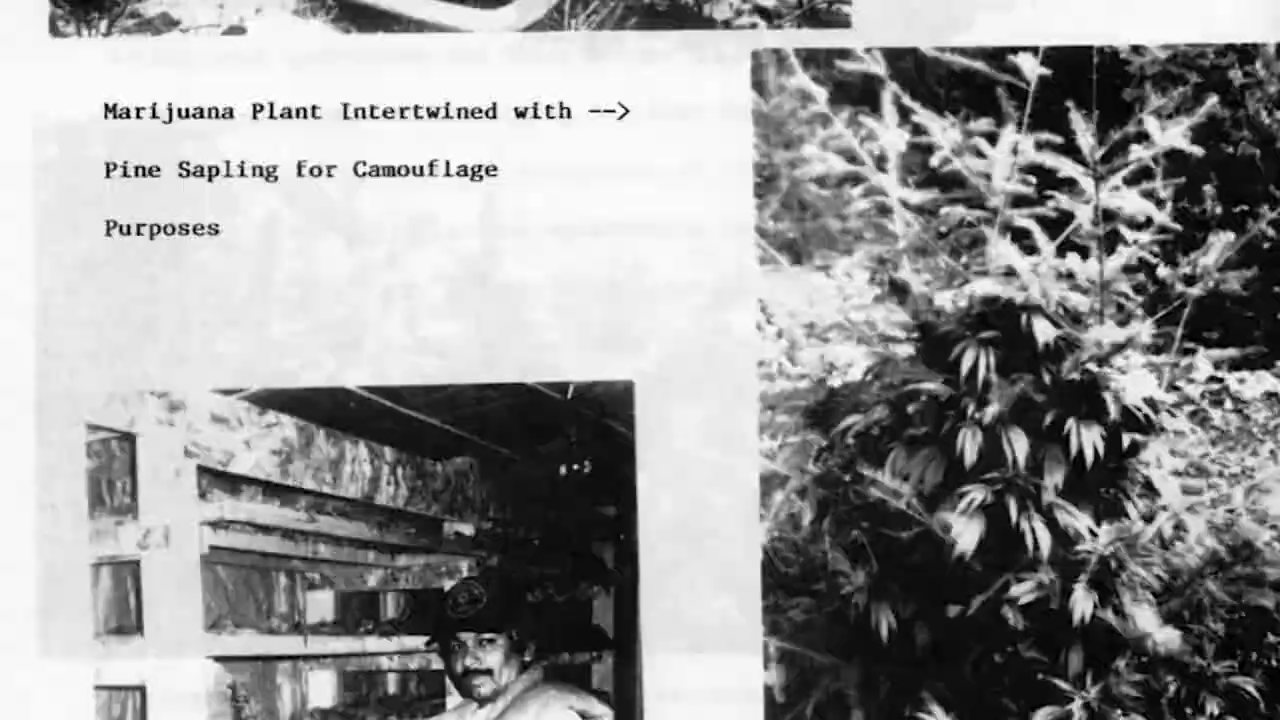 Marijuana Plant Intertwined with -->
Pine Sapling for Camouflage
Purposes